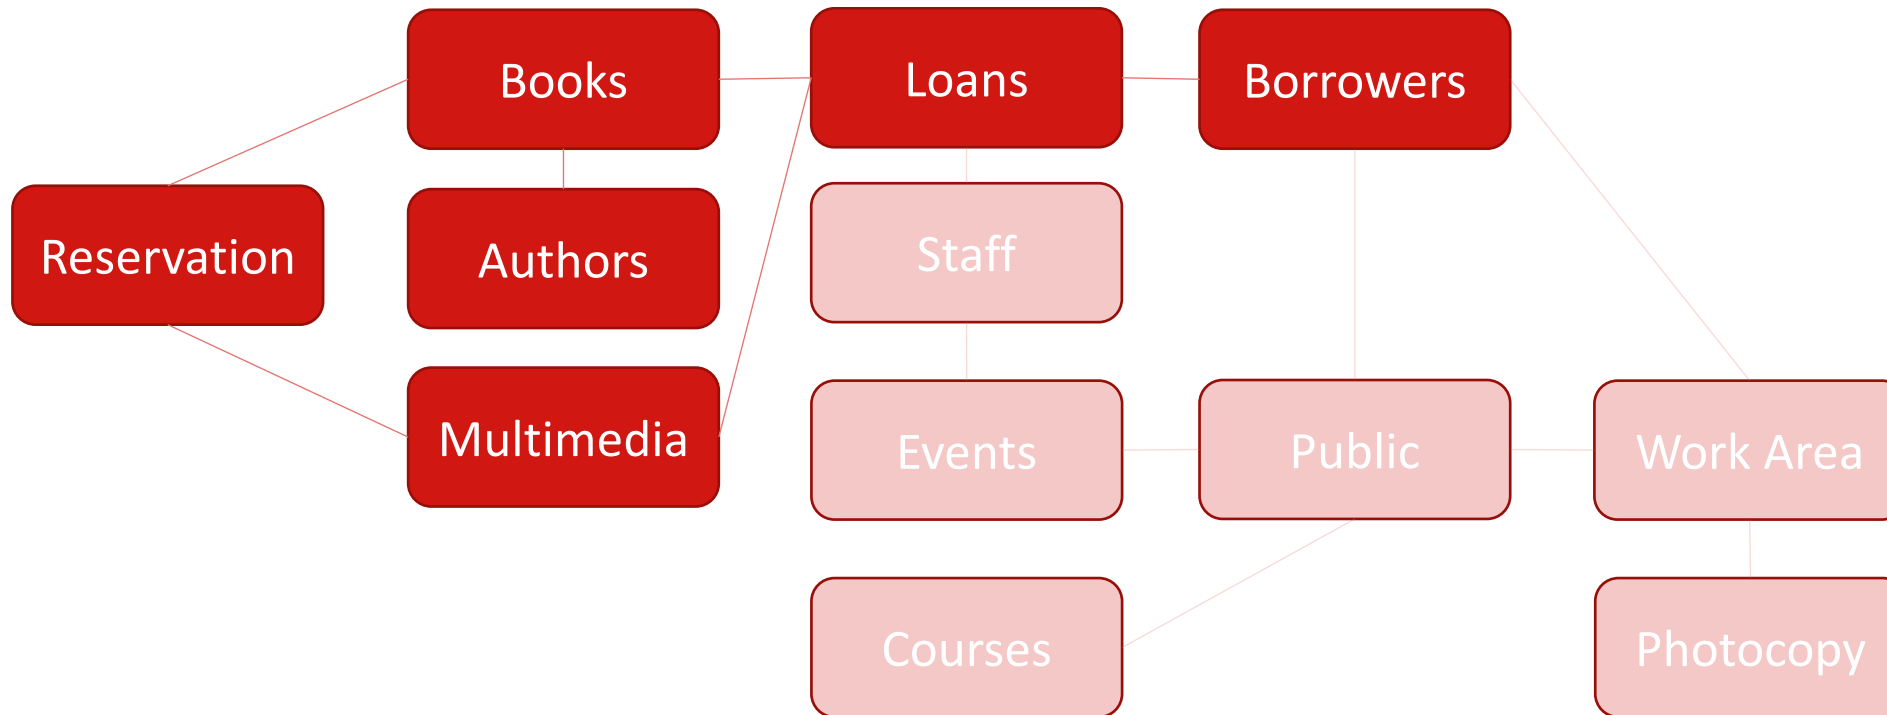 Books
Loans
Borrowers
Reservation
Authors
Staff
Multimedia
Events
Public
Work Area
Courses
Photocopy